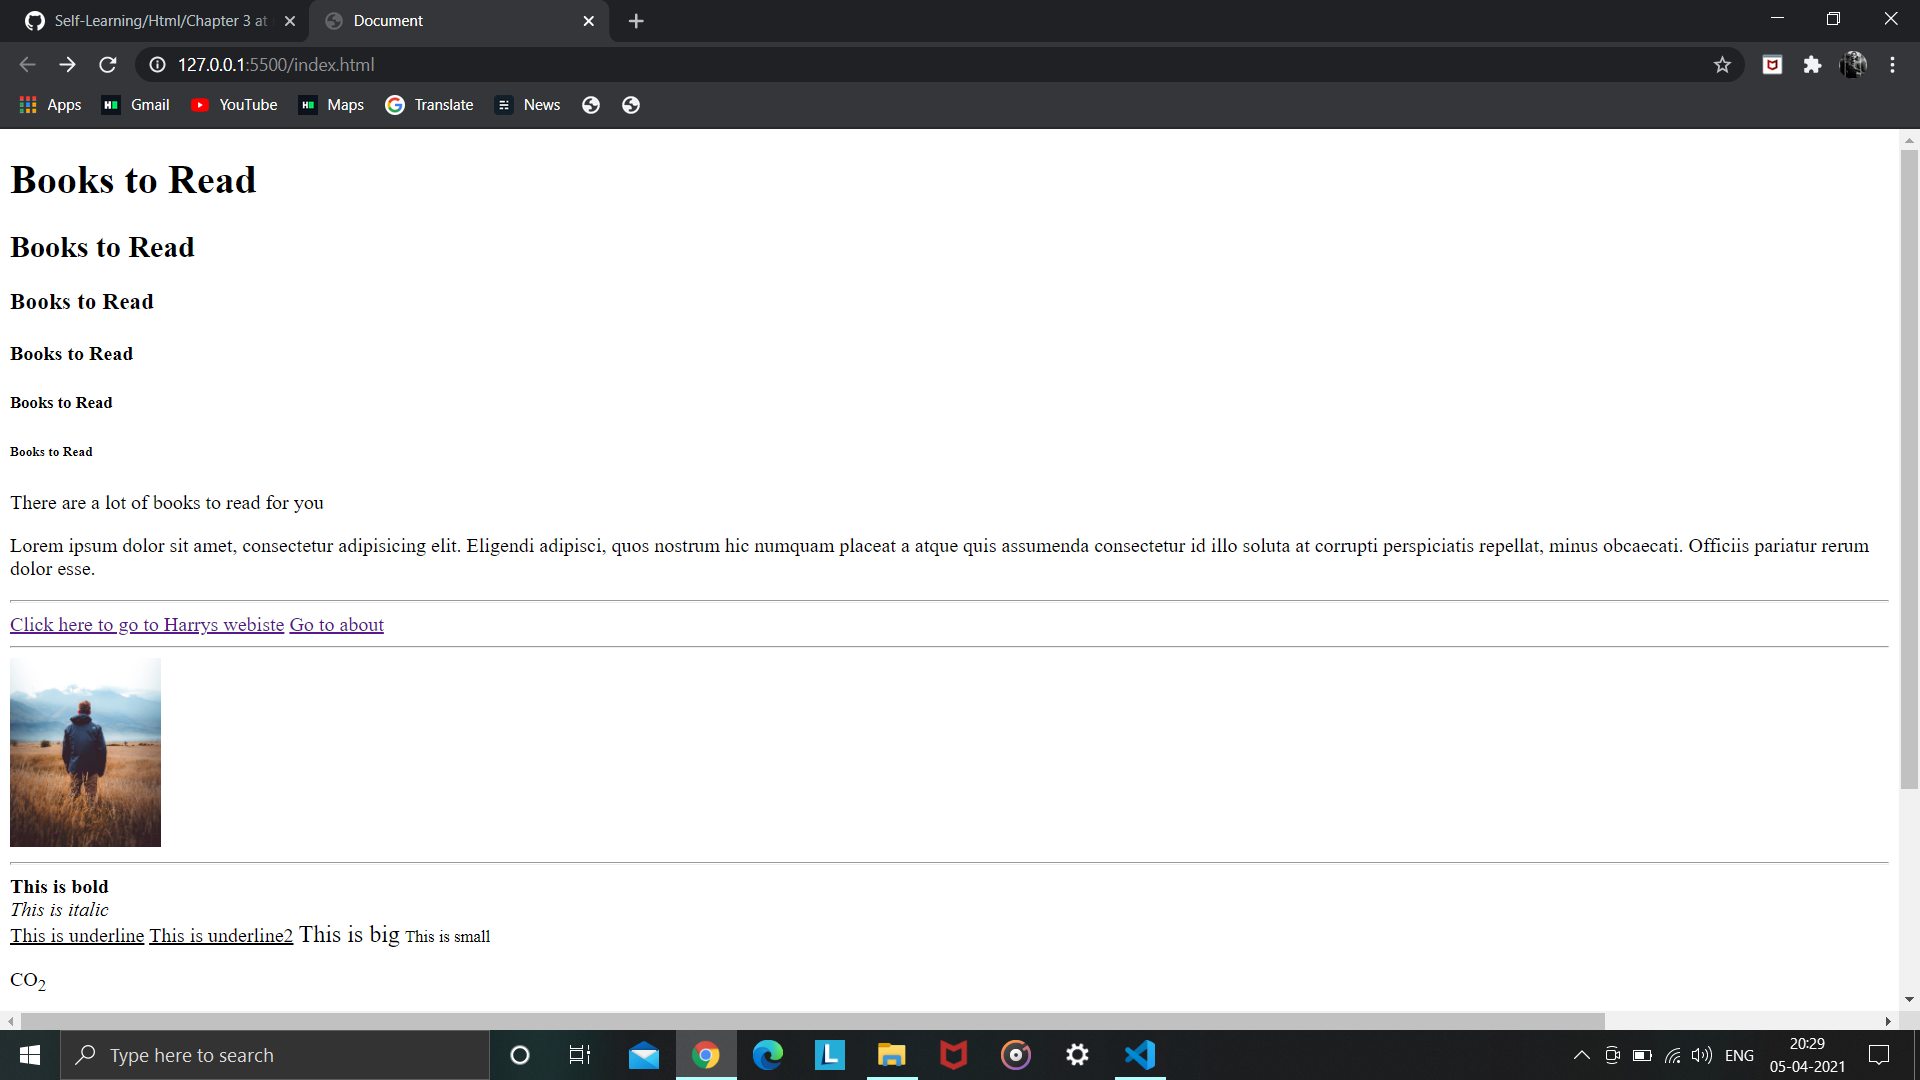 Self-Learning/Html/Chapter 3 at
Document
127.0.0.1:5500/index.html
Apps
Gmail
YouTube
Maps
Translate
News
Books to Read
Books to Read
Books to Read
Books to Read
Books to Read
Books to Read
There are a lot of books to read for you
Lorem ipsum dolor sit amet, consectetur adipisicing elit. Eligendi adipisci, quos nostrum hic numquam placeat a atque quis assumenda consectetur id illo soluta at corrupti perspiciatis repellat, minus obcaecati. Officiis pariatur rerum
dolor esse.
Click here to go to Harrys webiste Go to about
This is bold
This is italic
This is underline This is underline2 This is big This is small
CO2
Type here to search
L
ENG
20:29
05-04-2021